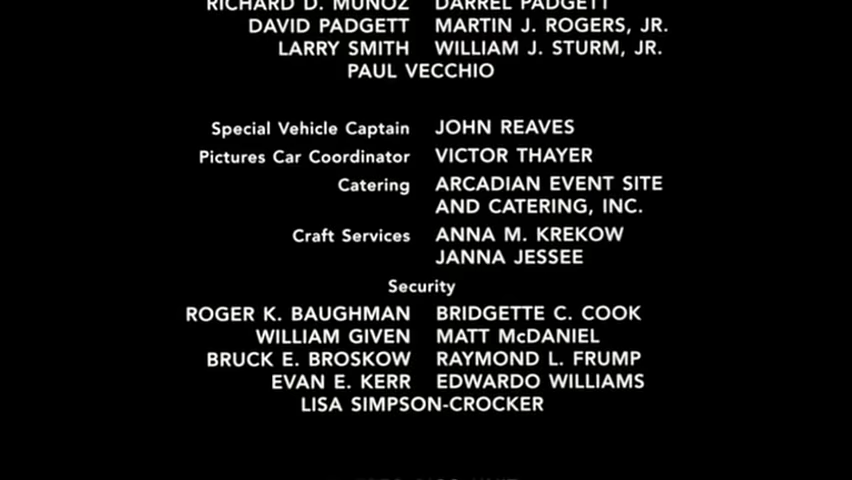 RICHARD D. MUNOZ DARREL PADGETT
DAVID PADGETT MARTIN J. ROGERS, JR.
LARRY SMITH WILLIAM J. STURM, JR.
PAUL VECCHIO
Special Vehicle Captain JOHN REAVES
Pictures Car Coordinator VICTOR THAYER
Catering ARCADIAN EVENT SITE
AND CATERING, INC.
Craft Services ANNA M. KREKOW
JANNA JESSEE
Security
ROGER K. BAUGHMAN BRIDGETTE C. COOK
WILLIAM GIVEN MATT McDANIEL
BRUCK E. BROSKOW RAYMOND L. FRUMP
EVAN E. KERR EDWARDO WILLIAMS
LISA SIMPSON-CROCKER